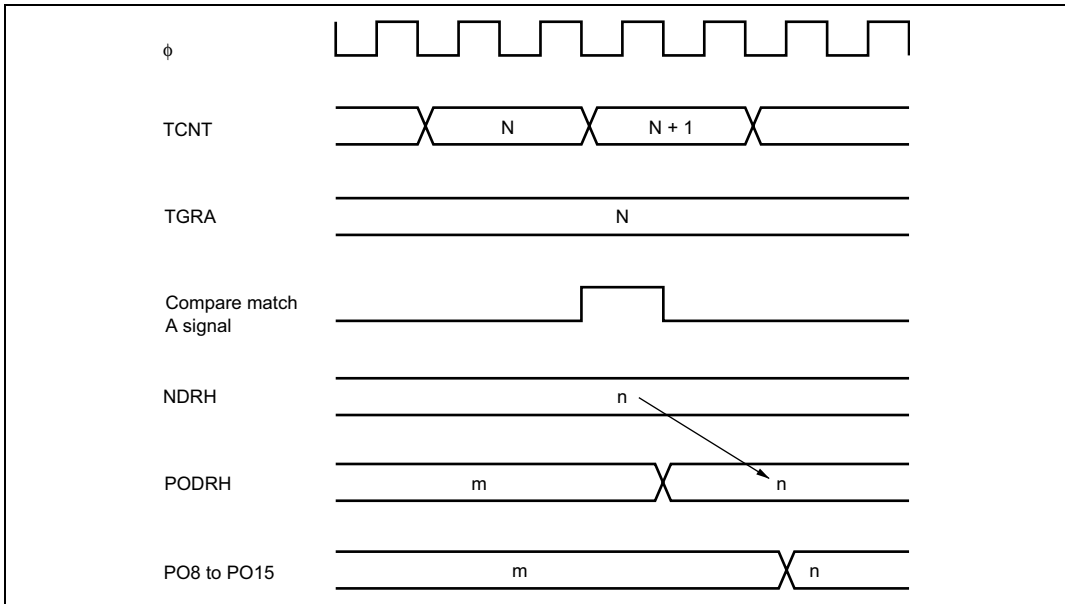 ϕ
TCNT N N + 1
TGRA N
Compare match
A signal
NDRH n
PODRH m n
PO8 to PO15 m n